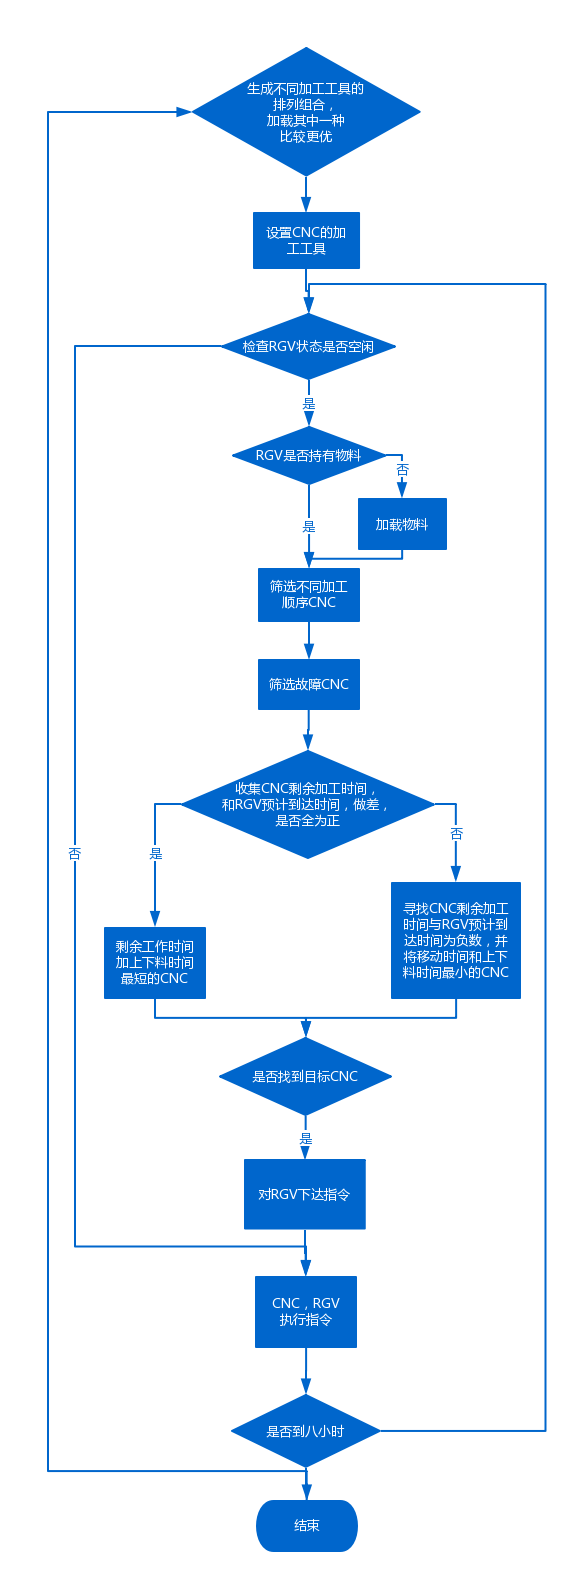 生成不同加工工具的
排列组合，
加载其中一种
比较更优
设置CNC的加
工工具
检查RGV状态是否空闲
是
RGV是否持有物料
否
加载物料
是
筛选不同加工
顺序CNC
筛选故障CNC
收集CNC剩余加工时间，
和RGV预计到达时间，做差，
是否全为正
否
是
否
剩余工作时间
加上下料时间
最短的CNC
寻找CNC剩余加工
时间与RGV预计到
达时间为负数，并
将移动时间和上下
料时间最小的CNC
是否找到目标CNC
是
对RGV下达指令
CNC，RGV
执行指令
是否到八小时
结束